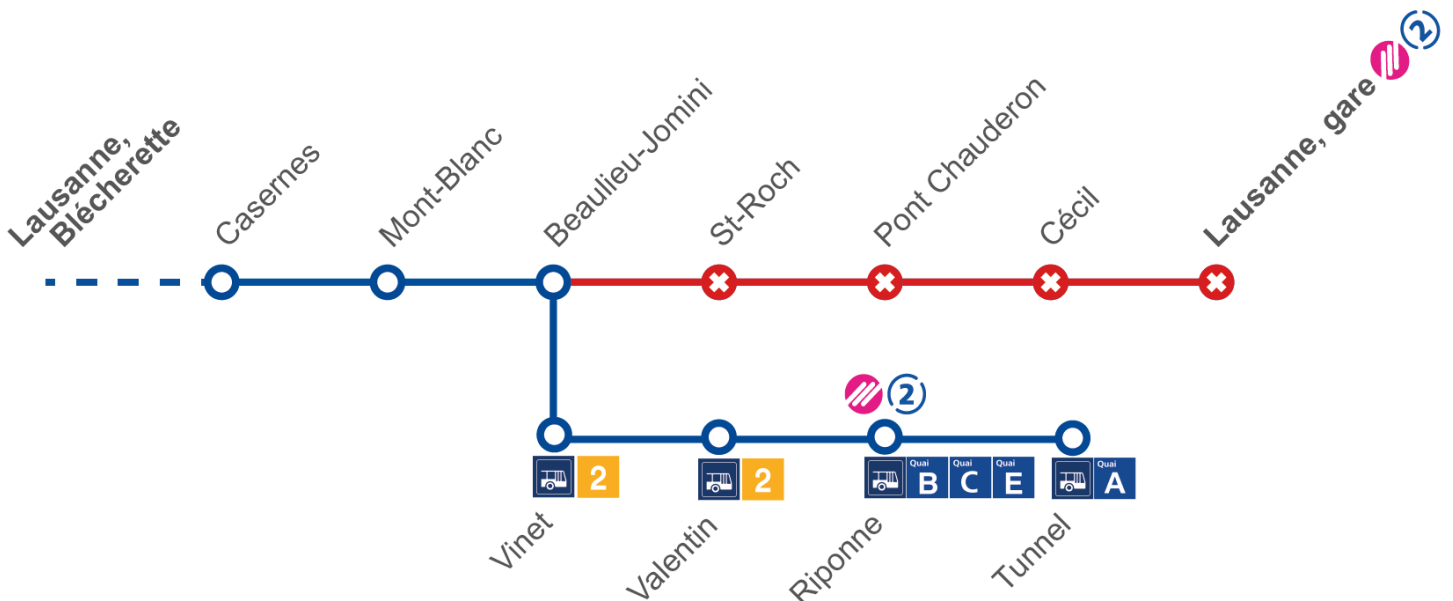 Lausanne,
Blécherette
Casernes
Mont-Blanc
Beaulieu-Jomini
St-Roch
Pont Chauderon
Cécil
Lausanne, gare
2
2
2
2
Quai
B
Quai
C
Quai
E
Quai
A
Vinet
Valentin
Riponne
Tunnel